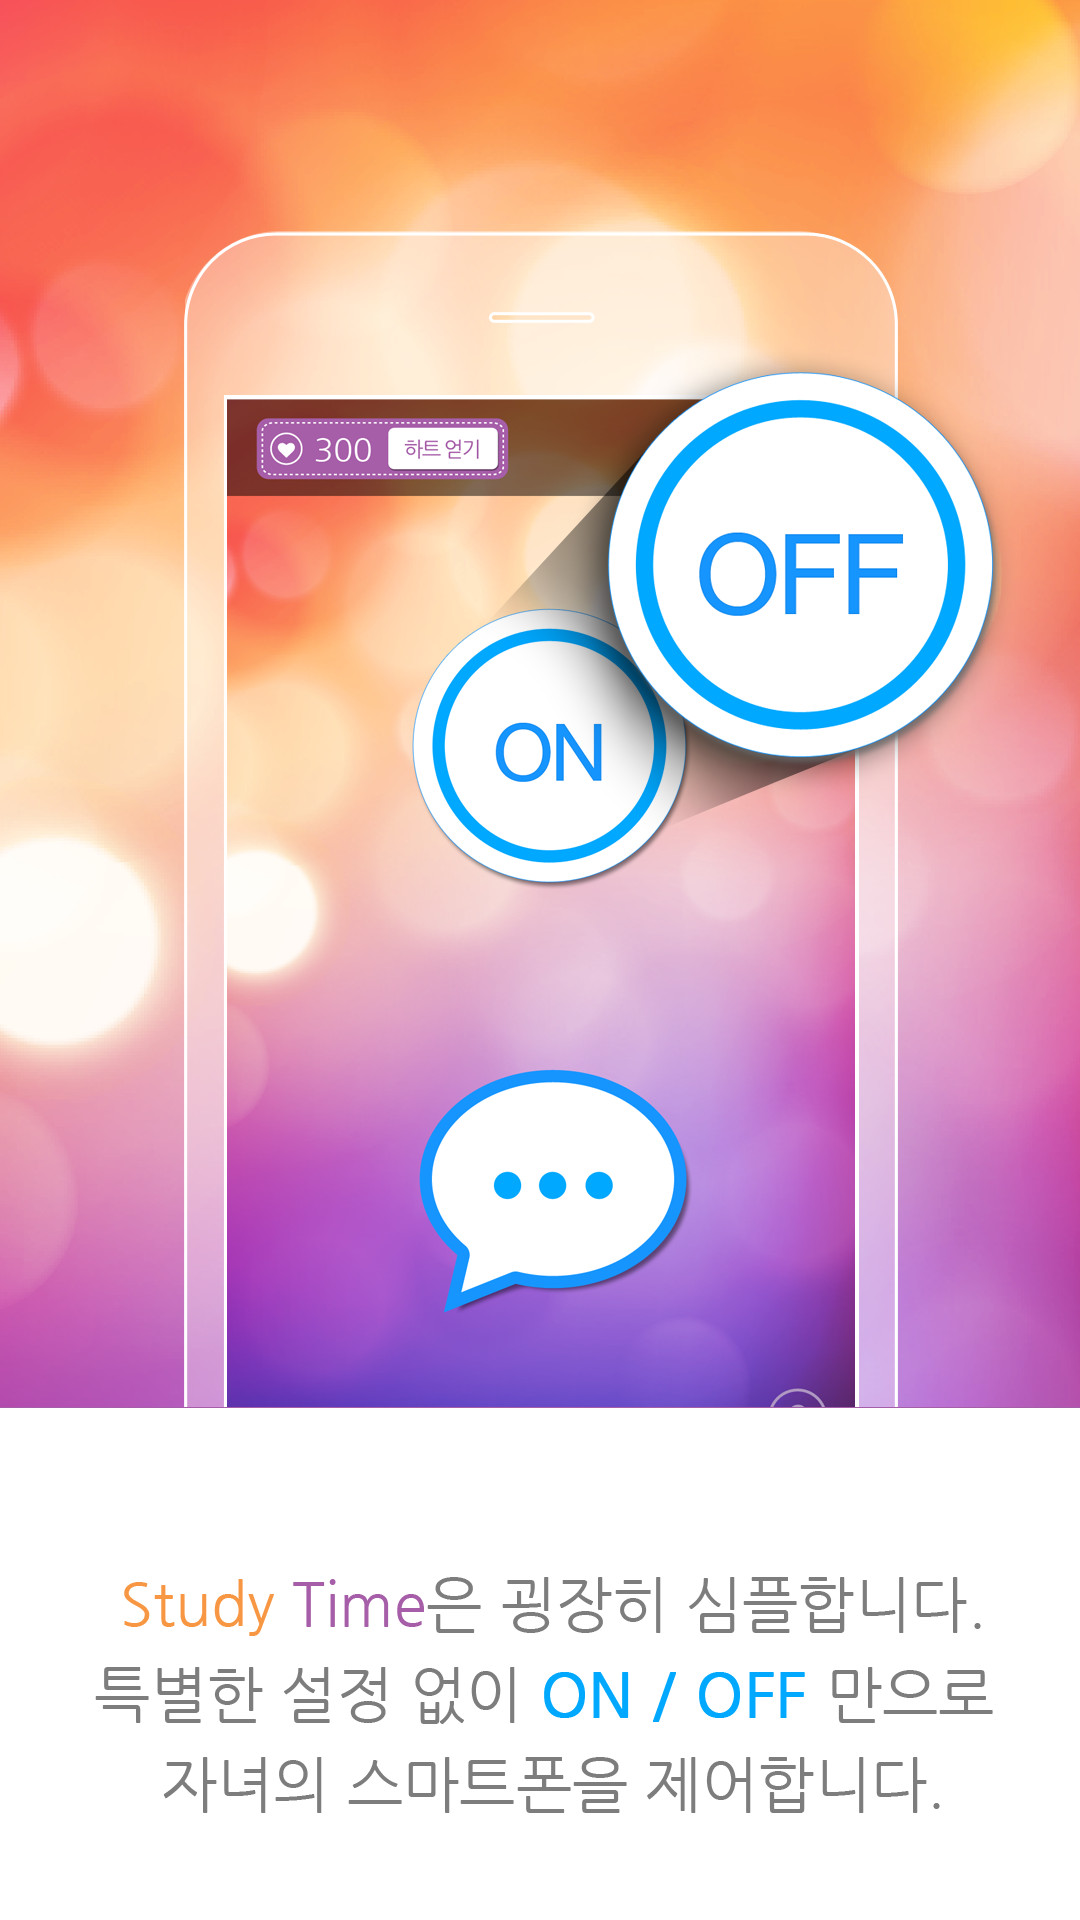 300 하트 얻기
OFF
ON
Study Time은 굉장히 심플합니다.
특별한 설정 없이 ON / OFF 만으로
자녀의 스마트폰을 제어합니다.